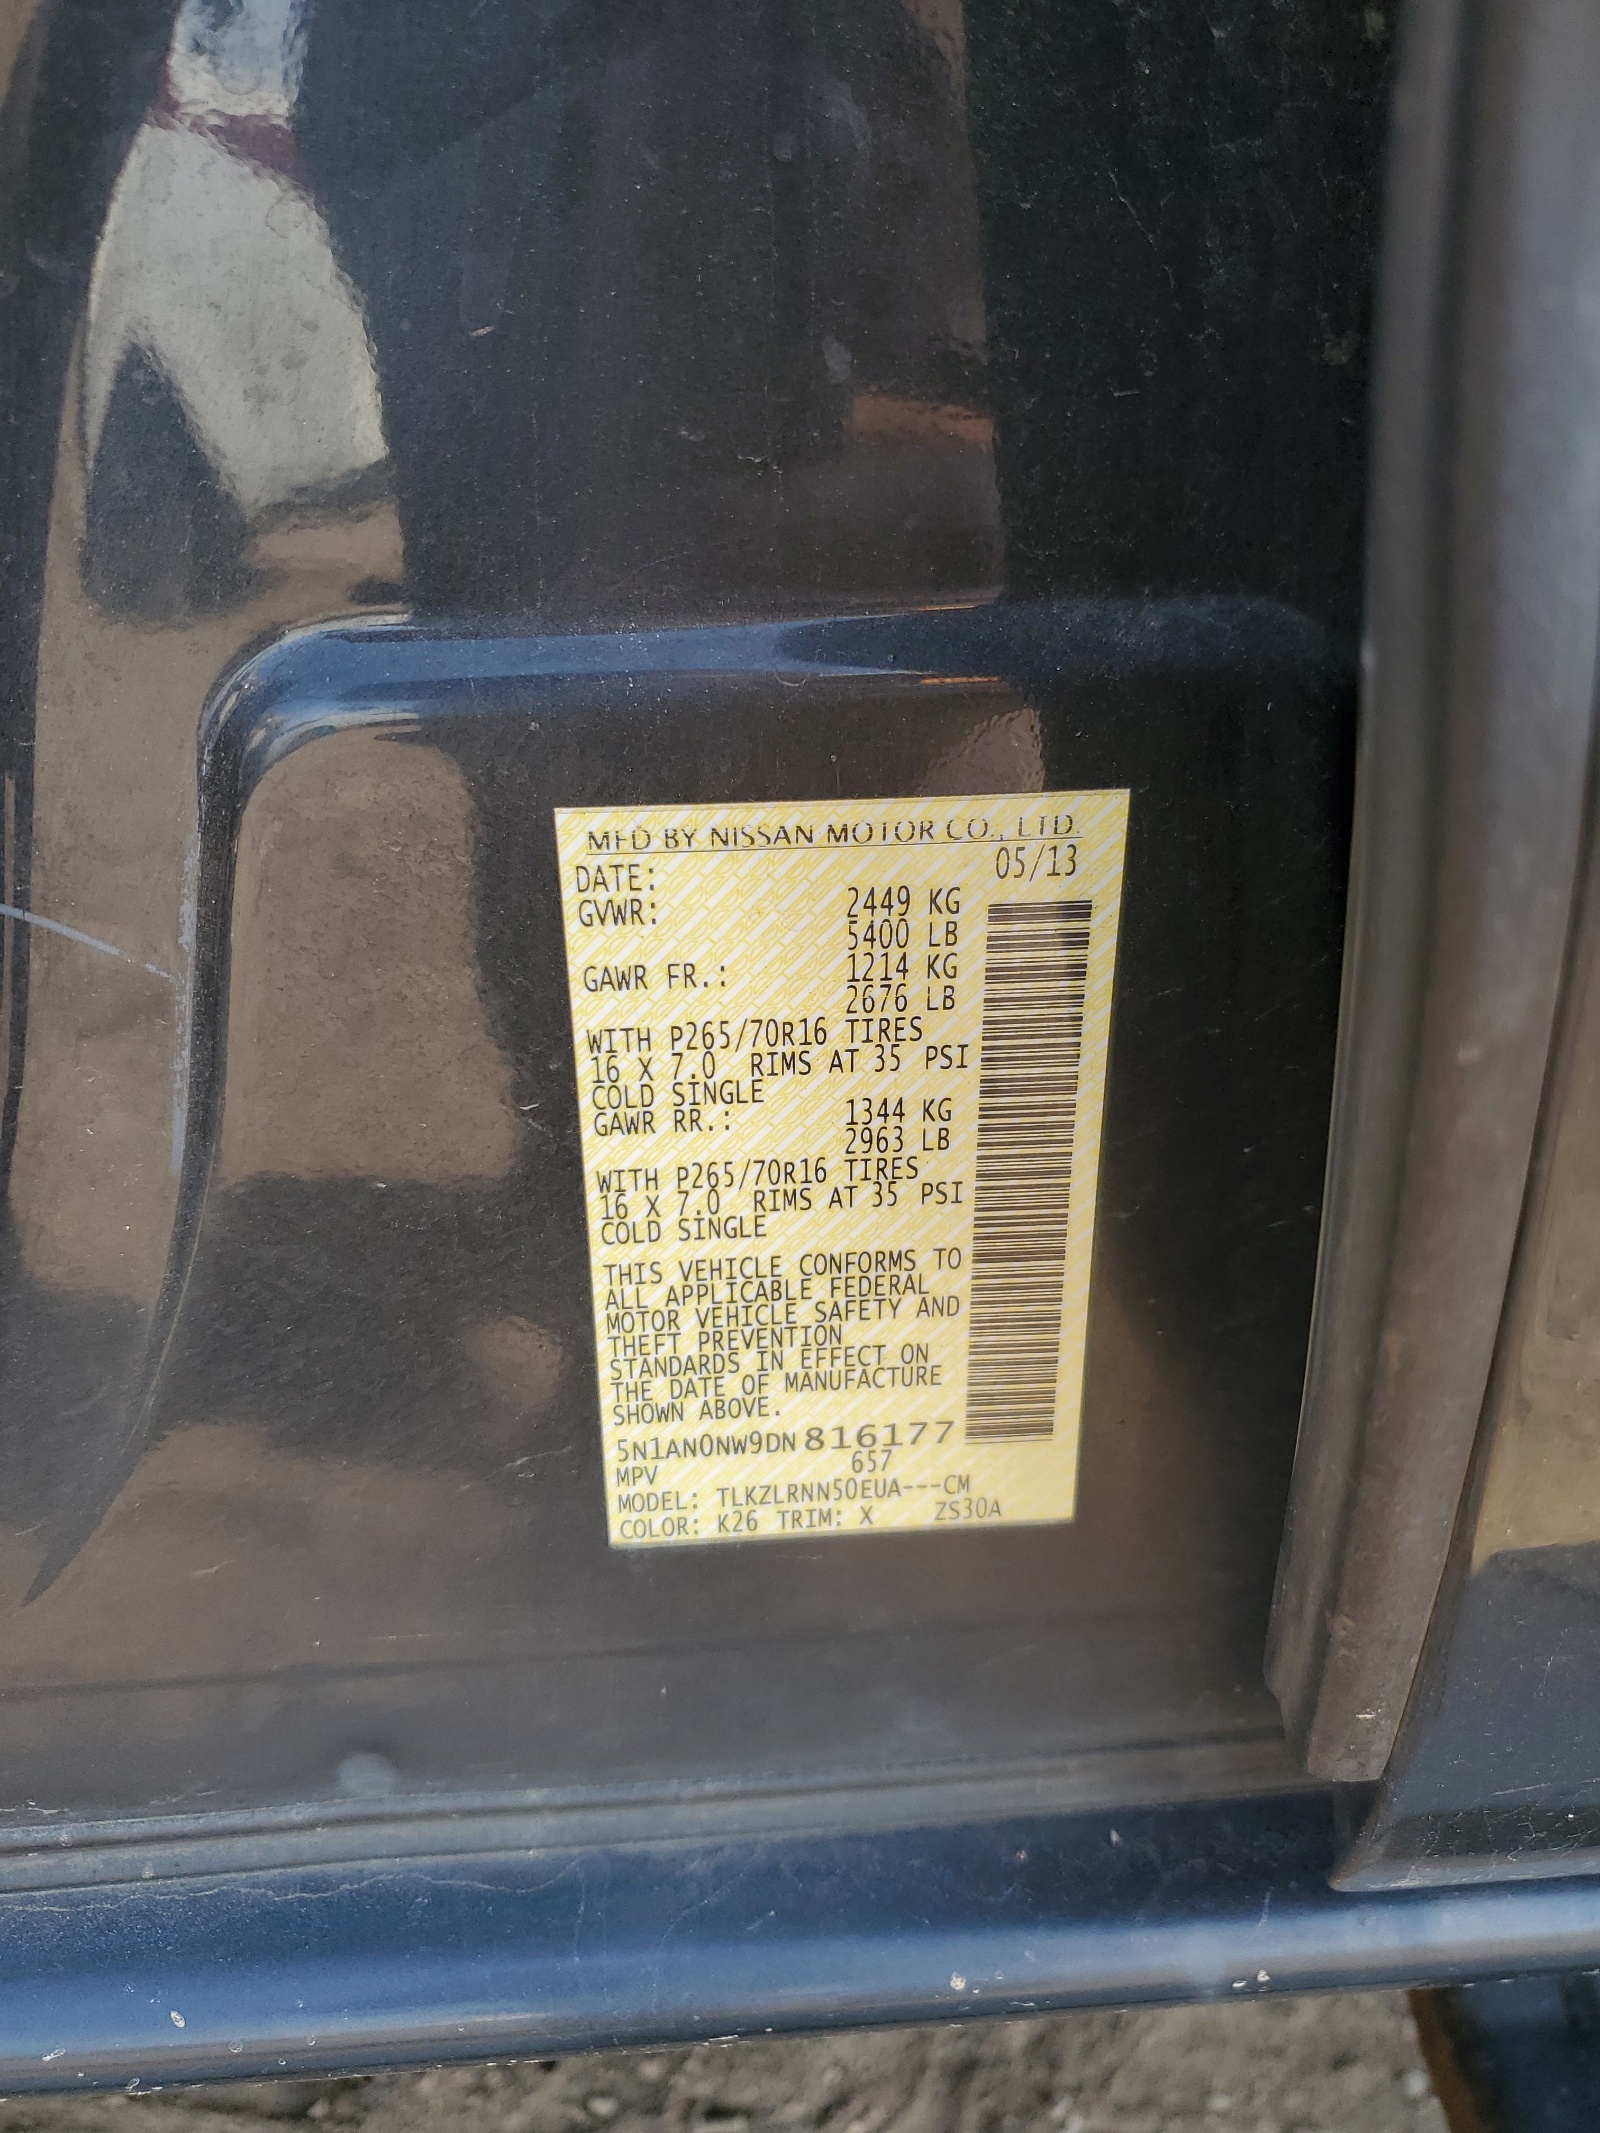 MFD BY NISSAN MOTOR CO., LTD.
DATE: 05/13
GVWR: 2449 KG
5400 LB
GAWR FR.: 1214 KG
2676 LB
WITH P265/70R16 TIRES
16 X 7.0 RIMS AT 35 PSI
COLD SINGLE
GAWR RR.: 1344 KG
2963 LB
WITH P265/70R16 TIRES
16 X 7.0 RIMS AT 35 PSI
COLD SINGLE
THIS VEHICLE CONFORMS TO
ALL APPLICABLE FEDERAL
MOTOR VEHICLE SAFETY AND
THEFT PREVENTION
STANDARDS IN EFFECT ON
THE DATE OF MANUFACTURE
SHOWN ABOVE.
5N1AN0NW9DN816177
MPV 657
MODEL: TLKZLRNN50EUA---CM
COLOR: K26 TRIM: X ZS30A